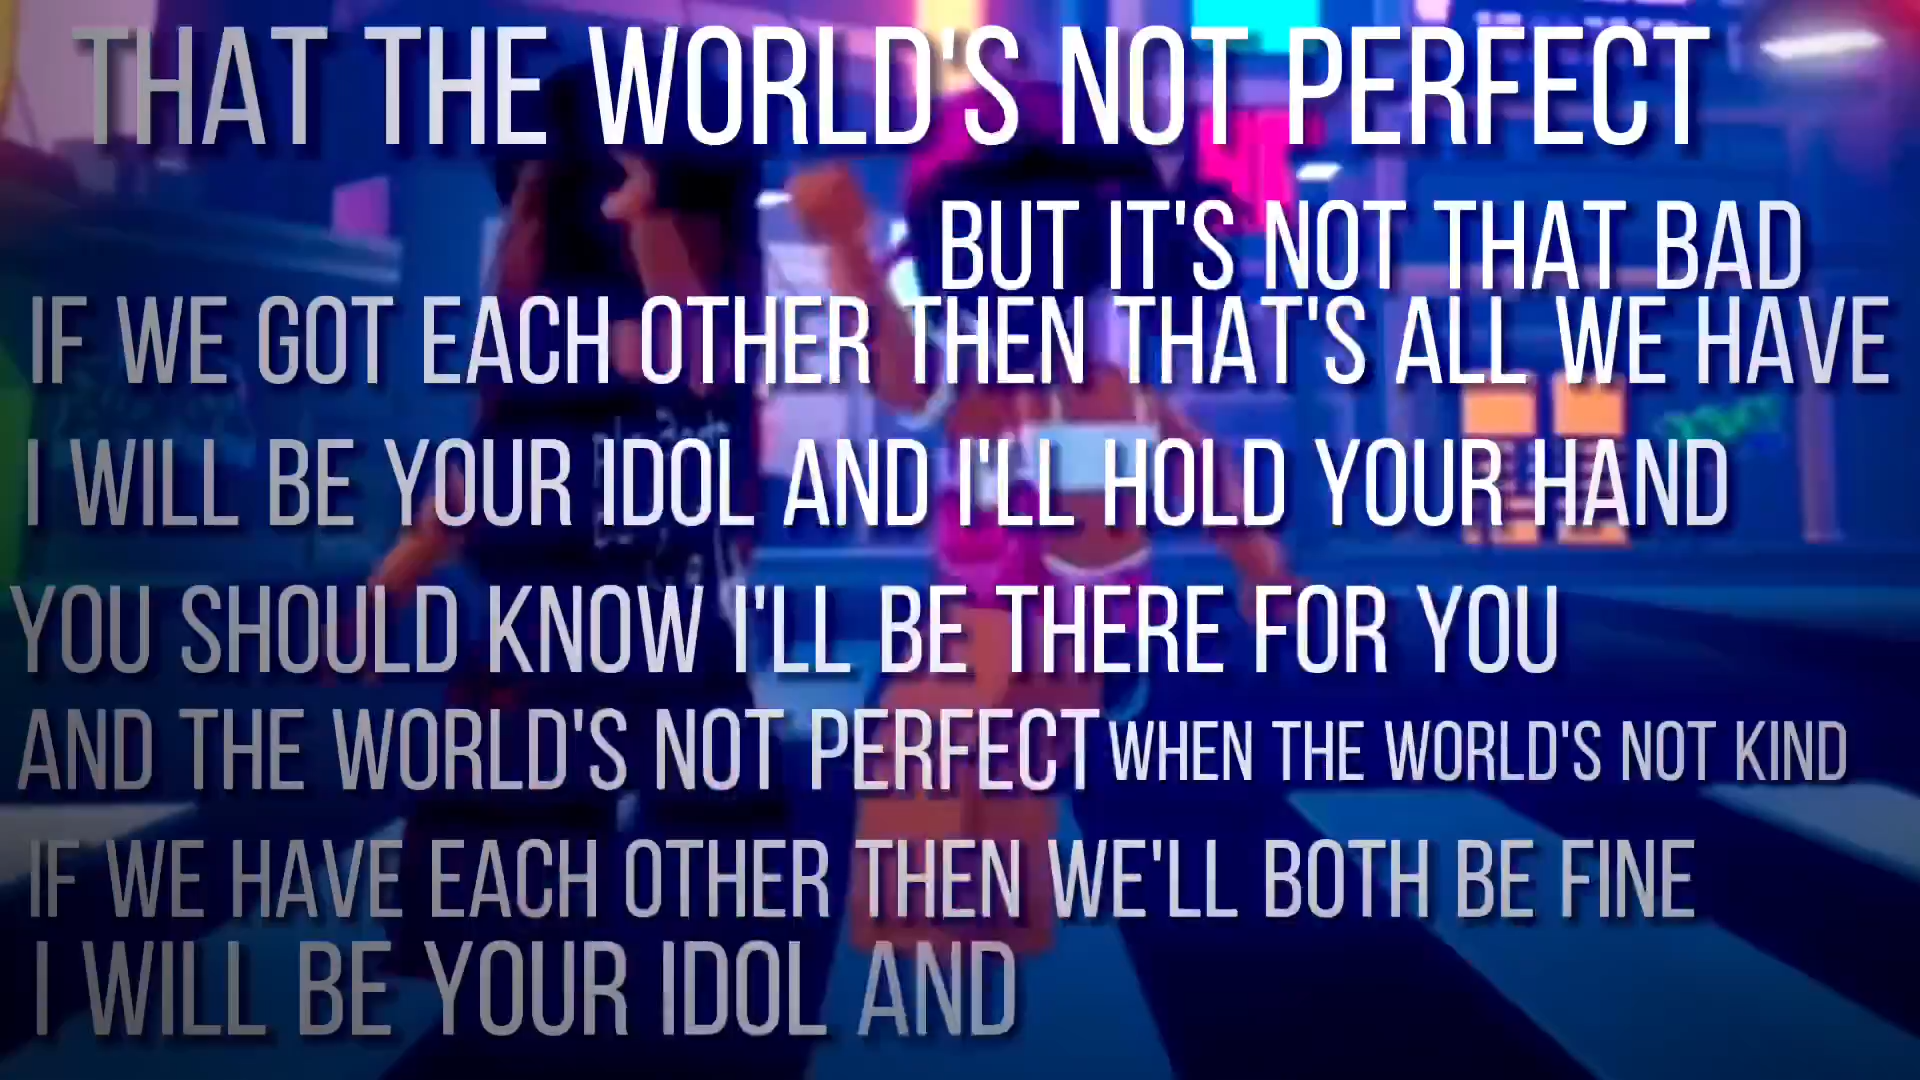 THAT THE WORLD'S NOT PERFECT
BUT IT'S NOT THAT BAD
IF WE GOT EACH OTHER THEN THAT'S ALL WE HAVE
I WILL BE YOUR IDOL AND I'LL HOLD YOUR HAND
YOU SHOULD KNOW I'LL BE THERE FOR YOU
AND THE WORLD'S NOT PERFECT WHEN THE WORLD'S NOT KIND
IF WE HAVE EACH OTHER THEN WE'LL BOTH BE FINE
I WILL BE YOUR IDOL AND